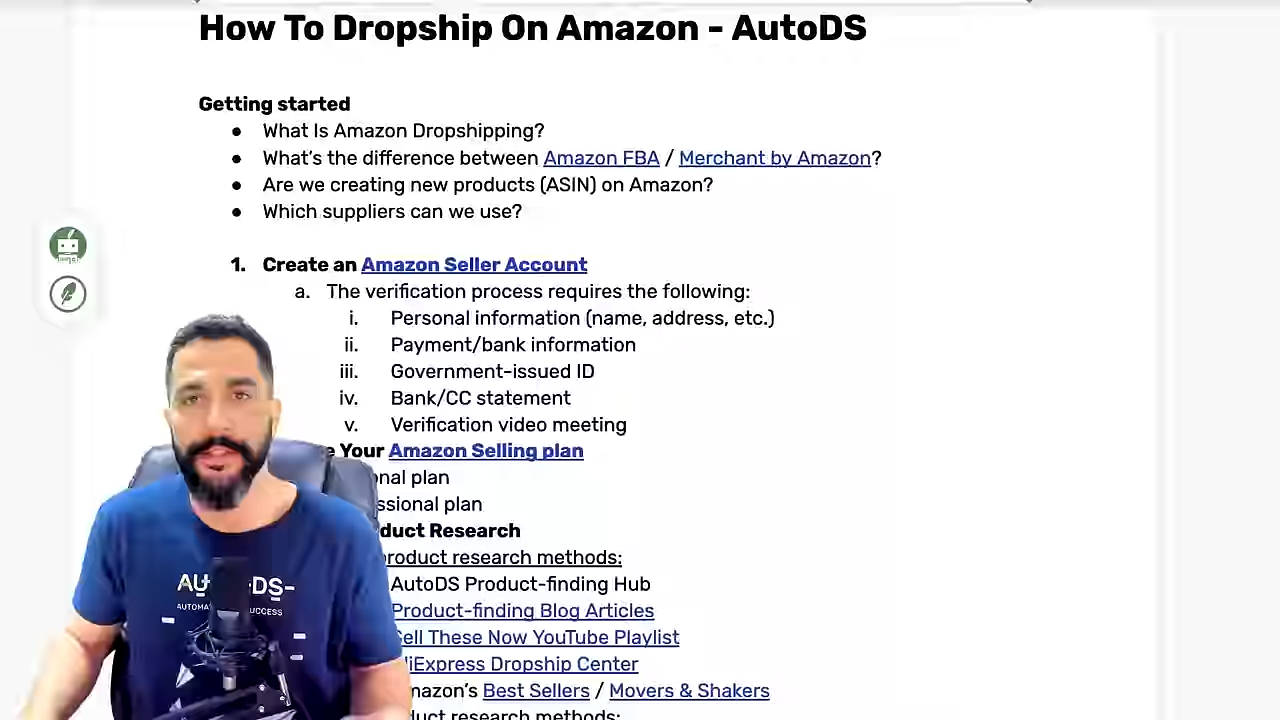 How To Dropship On Amazon - AutoDS
Getting started
● What Is Amazon Dropshipping?
● What's the difference between Amazon FBA / Merchant by Amazon?
● Are we creating new products (ASIN) on Amazon?
● Which suppliers can we use?
1. Create an Amazon Seller Account
a. The verification process requires the following:
i. Personal information (name, address, etc.)
ii. Payment/bank information
iii. Government-issued ID
iv. Bank/CC statement
v. Verification video meeting
Your Amazon Selling plan
plan
plan
Research
product research methods:
AutoDS Product-finding Hub
Product-finding Blog Articles
Sell These Now YouTube Playlist
Dropship Center
Best Sellers / Movers & Shakers
research methods: